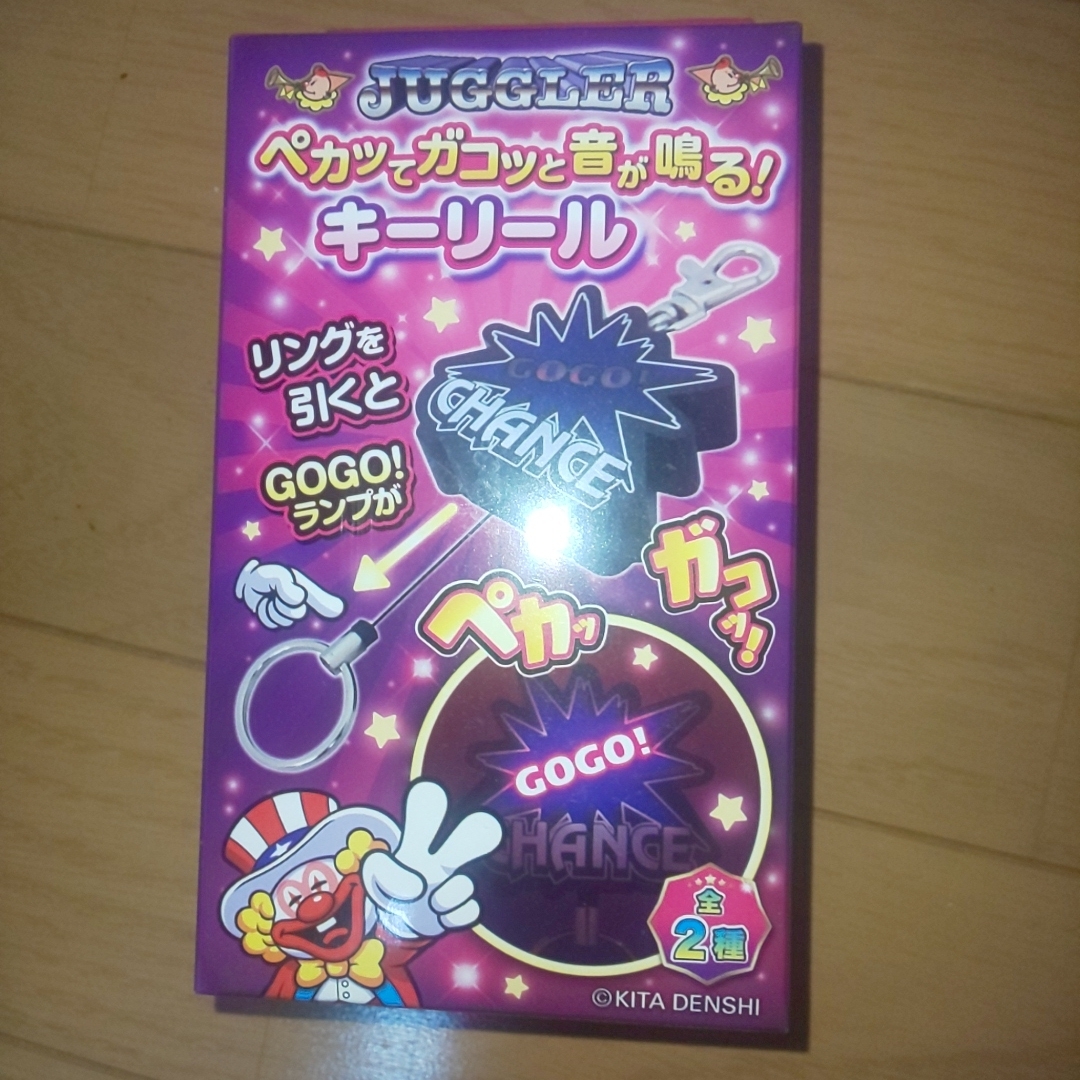 JUGGLER
ペカッてガコッと音が鳴る!
キーリール
リングを
引くと
GOGO!
ランプが
GOGO!
CHANCE
ガコッ!
ペカッ
GOGO!
CHANCE
全
2種
©KITA DENSHI